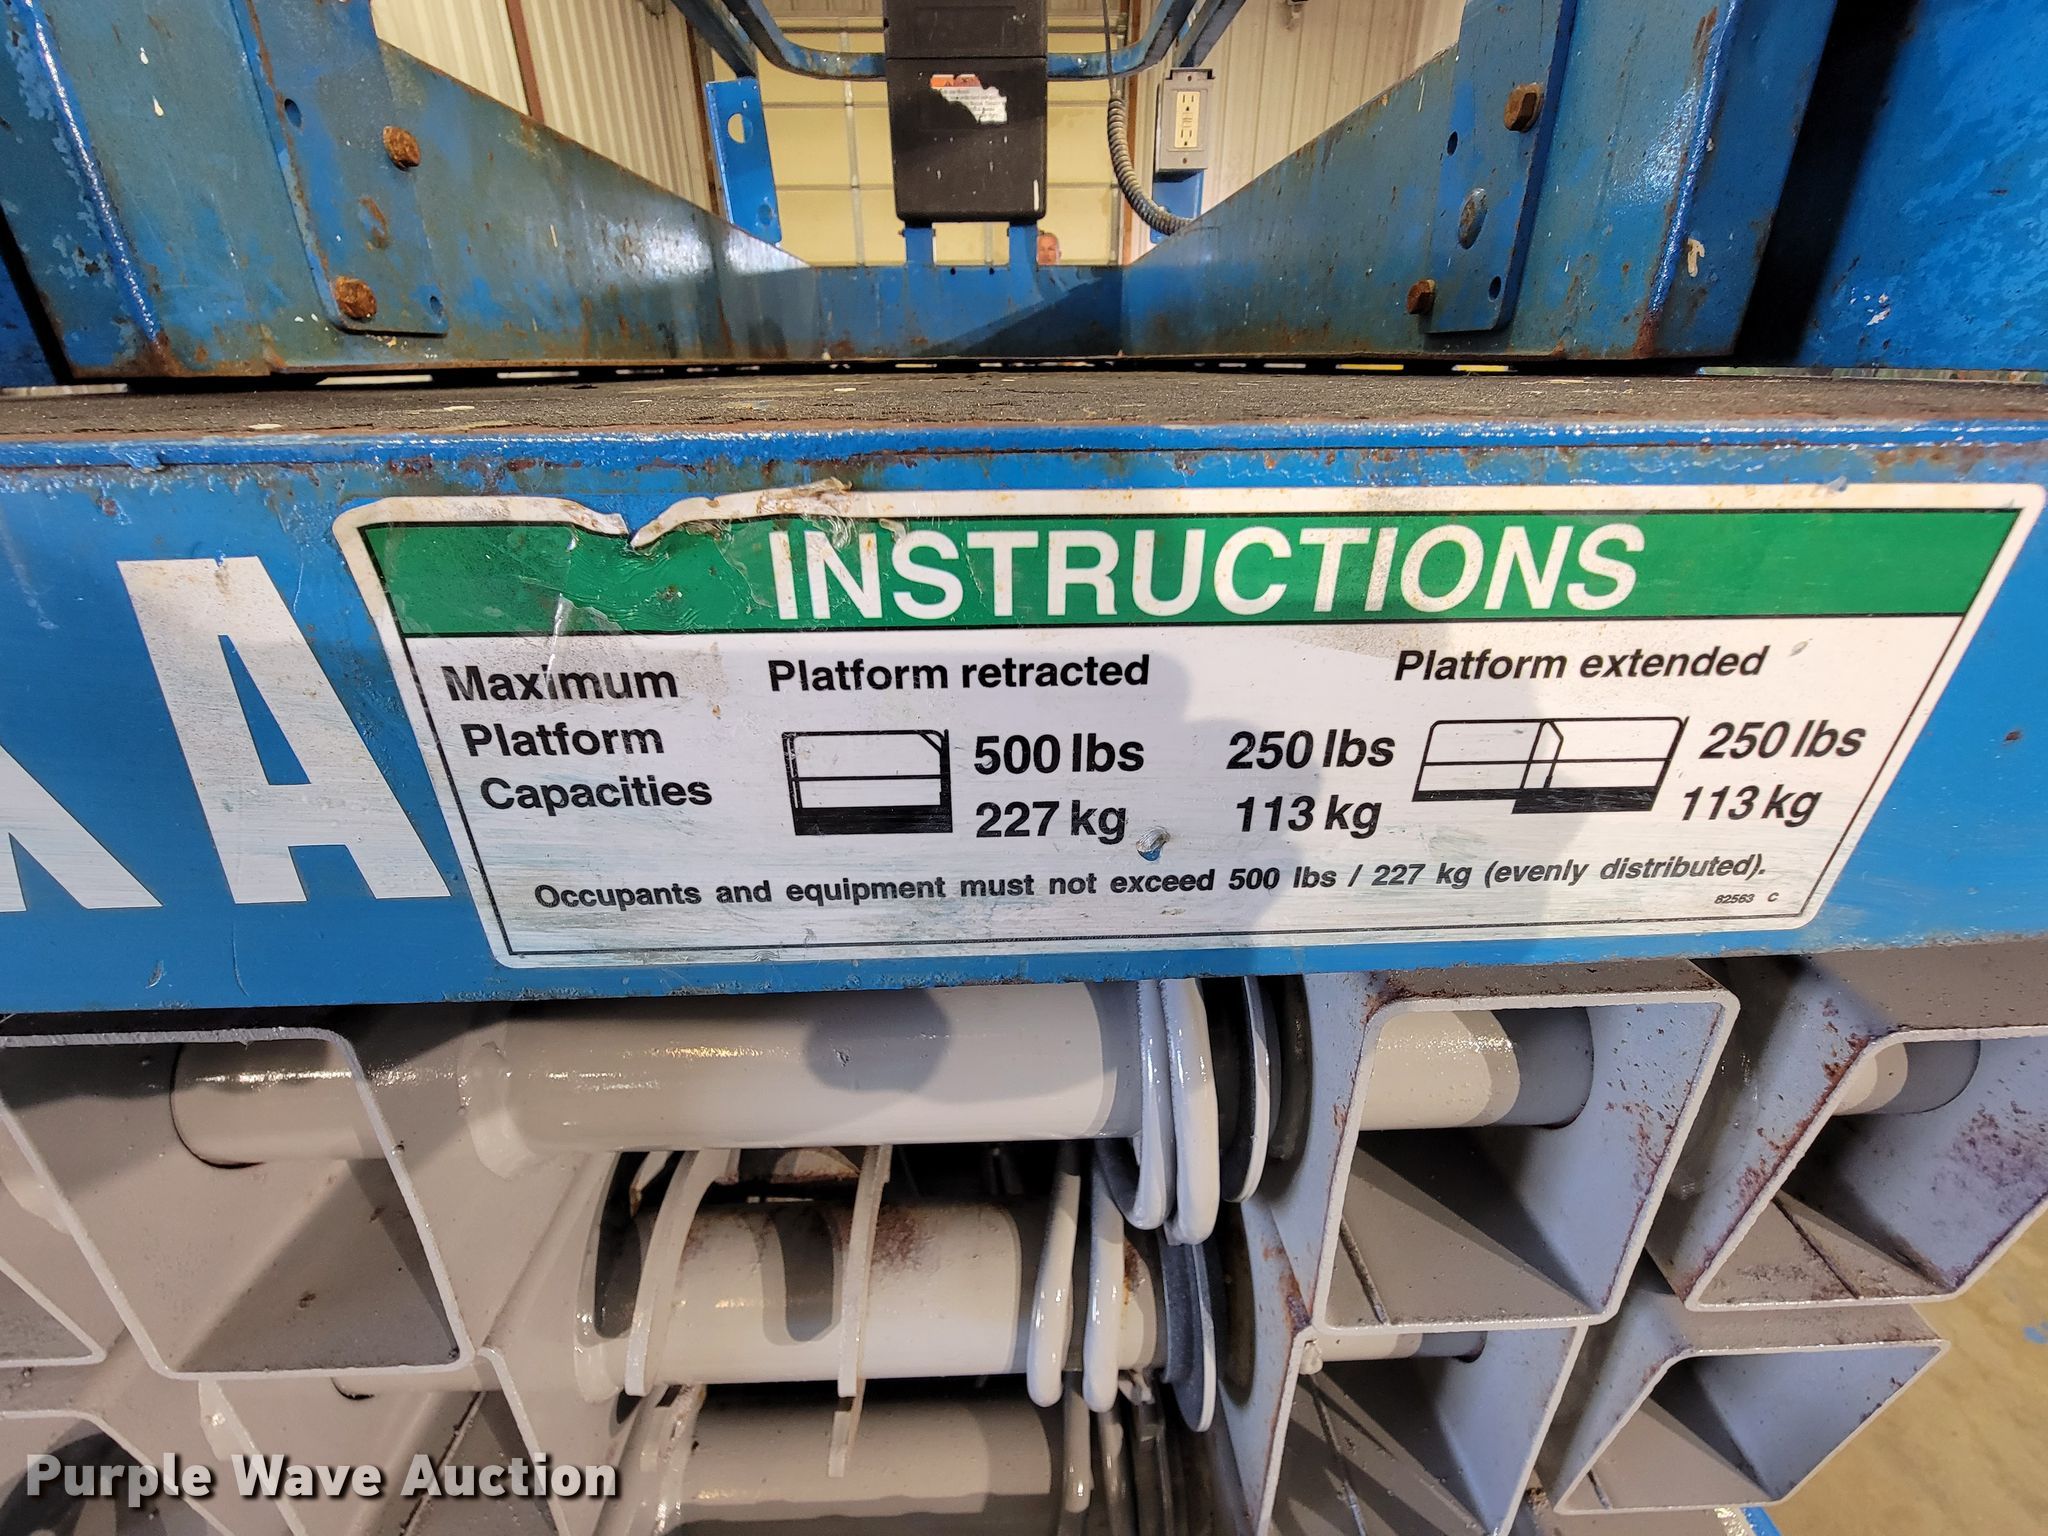 INSTRUCTIONS
Maximum
Platform
Capacities
Platform retracted
500 lbs
227 kg
Platform extended
250 lbs
113 kg
250 lbs
113 kg
Occupants and equipment must not exceed 500 lbs / 227 kg (evenly distributed).
82563 C
A
Purple Wave Auction